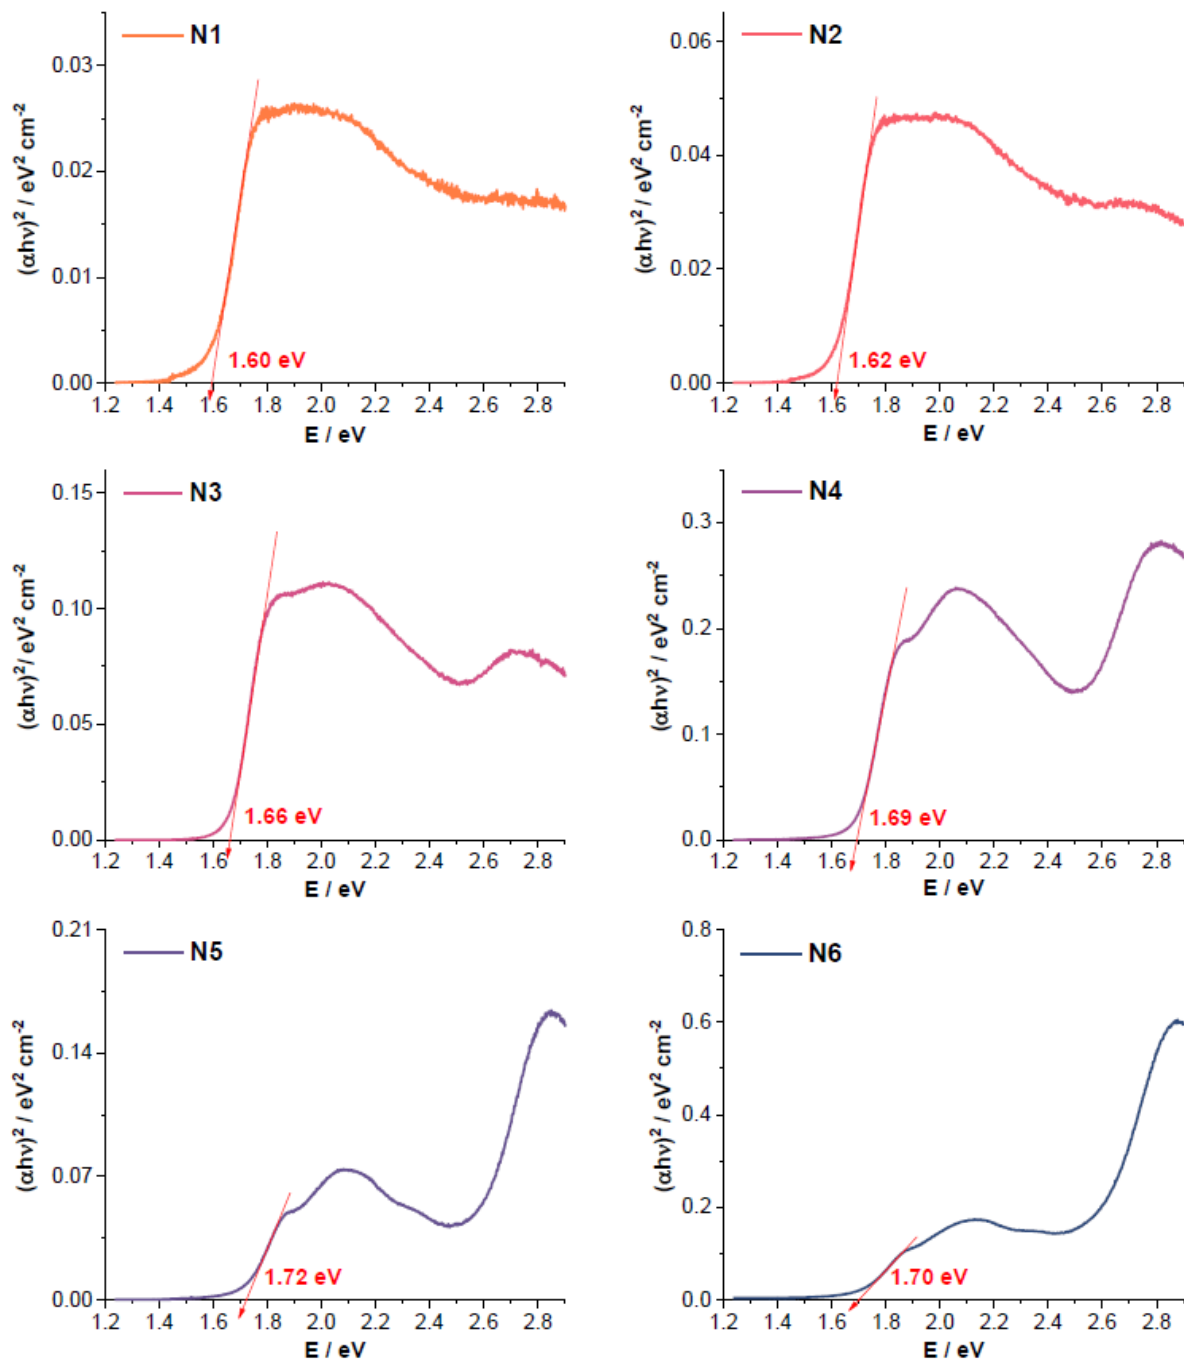 N1
(αhν)² / eV² cm⁻²
0.03
0.02
0.01
0.00
1.60 eV
1.2 1.4 1.6 1.8 2.0 2.2 2.4 2.6 2.8
E / eV
N2
(αhν)² / eV² cm⁻²
0.06
0.04
0.02
0.00
1.62 eV
1.2 1.4 1.6 1.8 2.0 2.2 2.4 2.6 2.8
E / eV
N3
(αhν)²/ eV² cm⁻²
0.15
0.10
0.05
0.00
1.66 eV
1.2 1.4 1.6 1.8 2.0 2.2 2.4 2.6 2.8
E / eV
N4
(αhν)² / eV² cm⁻²
0.3
0.2
0.1
0.0
1.69 eV
1.2 1.4 1.6 1.8 2.0 2.2 2.4 2.6 2.8
E / eV
N5
(αhν)² / eV² cm⁻²
0.21
0.14
0.07
0.00
1.72 eV
1.2 1.4 1.6 1.8 2.0 2.2 2.4 2.6 2.8
E / eV
N6
(αhν)² / eV² cm⁻²
0.8
0.6
0.4
0.2
0.0
1.70 eV
1.2 1.4 1.6 1.8 2.0 2.2 2.4 2.6 2.8
E / eV